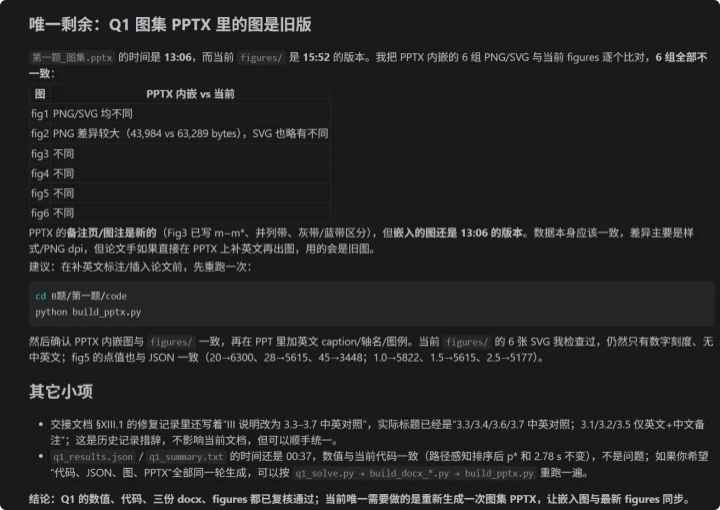 唯一剩余：Q1 图集 PPTX 里的图是旧版
第一题_图集.pptx 的时间是 13:06，而当前 figures/ 是 15:52 的版本。我把 PPTX 内嵌的 6 组 PNG/SVG 与当前 figures 逐个比对，6 组全部不
一致：
图 PPTX 内嵌 vs 当前
fig1 PNG/SVG 均不同
fig2 PNG 差异较大（43,984 vs 63,289 bytes），SVG 也略有不同
fig3 不同
fig4 不同
fig5 不同
fig6 不同
PPTX 的备注页/图注是新的（Fig3 已写 m−m*、并列带、灰带/蓝带区分），但嵌入的图还是 13:06 的版本。数据本身应该一致，差异主要是样
式/PNG dpi，但论文手如果直接在 PPTX 上补英文再出图，用的会是旧图。
建议：在补英文标注/插入论文前，先重跑一次：
cd B题/第一题/code
python build_pptx.py
然后确认 PPTX 内嵌图与 figures/ 一致，再在 PPT 里加英文 caption/轴名/图例。当前 figures/ 的 6 张 SVG 我检查过，仍然只有数字刻度、无
中英文；fig5 的点值也与 JSON 一致（20→6300、28→5615、45→3448；1.0→5822、1.5→5615、2.5→5177）。
其它小项
• 交接文档 §XIII.1 的修复记录里还写着“III 说明改为 3.3–3.7 中英对照”，实际标题已经是“3.3/3.4/3.6/3.7 中英对照；3.1/3.2/3.5 仅英文+中文备
注”；这是历史记录措辞，不影响当前文档，但可以顺手统一。
• q1_results.json / q1_summary.txt 的时间还是 00:37，数值与当前代码一致（路径感知排序后 p* 和 2.78 s 不变），不是问题；如果你希望
“代码、JSON、图、PPTX”全部同一轮生成，可以按 q1_solve.py → build_docx_*.py → build_pptx.py 重跑一遍。
结论：Q1 的数值、代码、三份 docx、figures 都已复核通过；当前唯一需要做的是重新生成一次图集 PPTX，让嵌入图与最新 figures 同步。